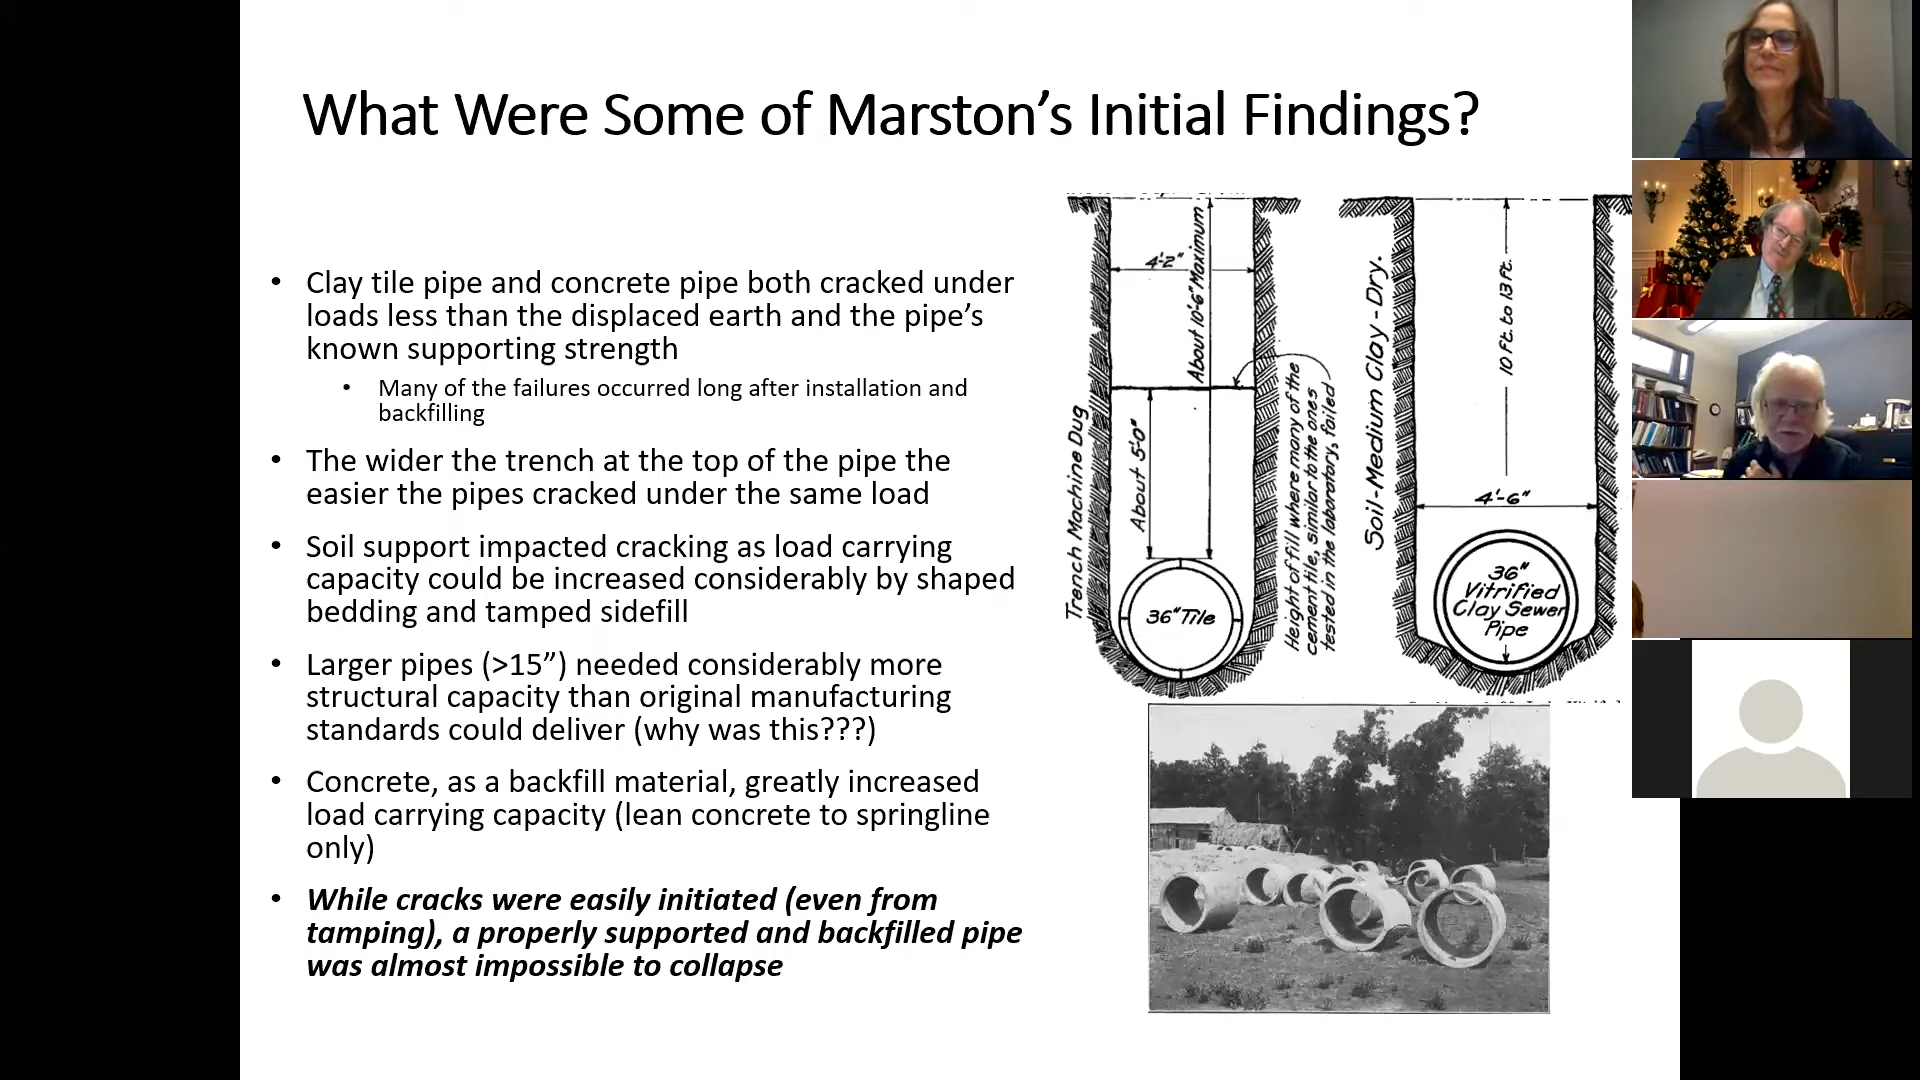 What Were Some of Marston’s Initial Findings?
• Clay tile pipe and concrete pipe both cracked under
loads less than the displaced earth and the pipe’s
known supporting strength
• Many of the failures occurred long after installation and
backfilling
• The wider the trench at the top of the pipe the
easier the pipes cracked under the same load
• Soil support impacted cracking as load carrying
capacity could be increased considerably by shaped
bedding and tamped sidefill
• Larger pipes (>15”) needed considerably more
structural capacity than original manufacturing
standards could deliver (why was this???)
• Concrete, as a backfill material, greatly increased
load carrying capacity (lean concrete to springline
only)
• While cracks were easily initiated (even from
tamping), a properly supported and backfilled pipe
was almost impossible to collapse
Trench Machine Dug
4'-2"
About 10'-6" Maximum
About 5'-0"
36" Tile
Height of fill where many of the
cement tile, similar to the ones
tested in the laboratory, failed
Soil-Medium Clay-Dry.
10 ft. to 13 ft.
4'-6"
36"
Vitrified
Clay Sewer
Pipe